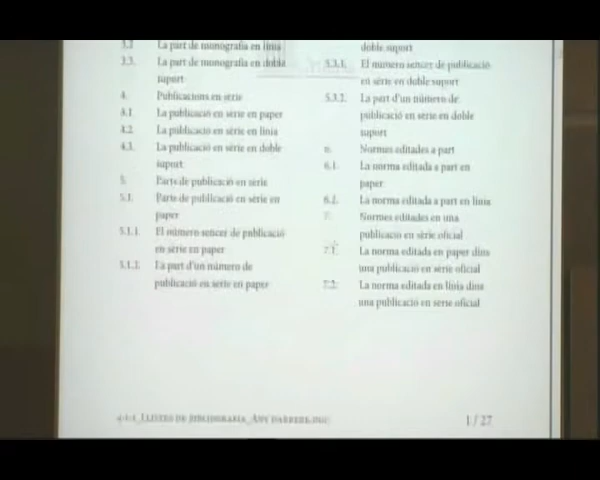 3.2 La part de monografia en línia
3.3. La part de monografia en doble
suport
4. Publicacions en sèrie
4.1 La publicació en sèrie en paper
4.2. La publicació en sèrie en línia
4.3. La publicació en sèrie en doble
suport
5. Parts de publicació en sèrie
5.1. Parts de publicació en sèrie en
paper
5.1.1. El número sencer de publicació
en sèrie en paper
5.1.2. La part d'un número de
publicació en sèrie en paper
doble suport
5.3.1. El número sencer de publicació
en sèrie en doble suport
5.3.2. La part d'un número de
publicació en sèrie en doble
suport
6. Normes editades a part
6.1. La norma editada a part en
paper
6.2. La norma editada a part en línia
7. Normes editades en una
publicació en sèrie oficial
7.1. La norma editada en paper dins
una publicació en sèrie oficial
7.2. La norma editada en línia dins
una publicació en sèrie oficial
1 / 27